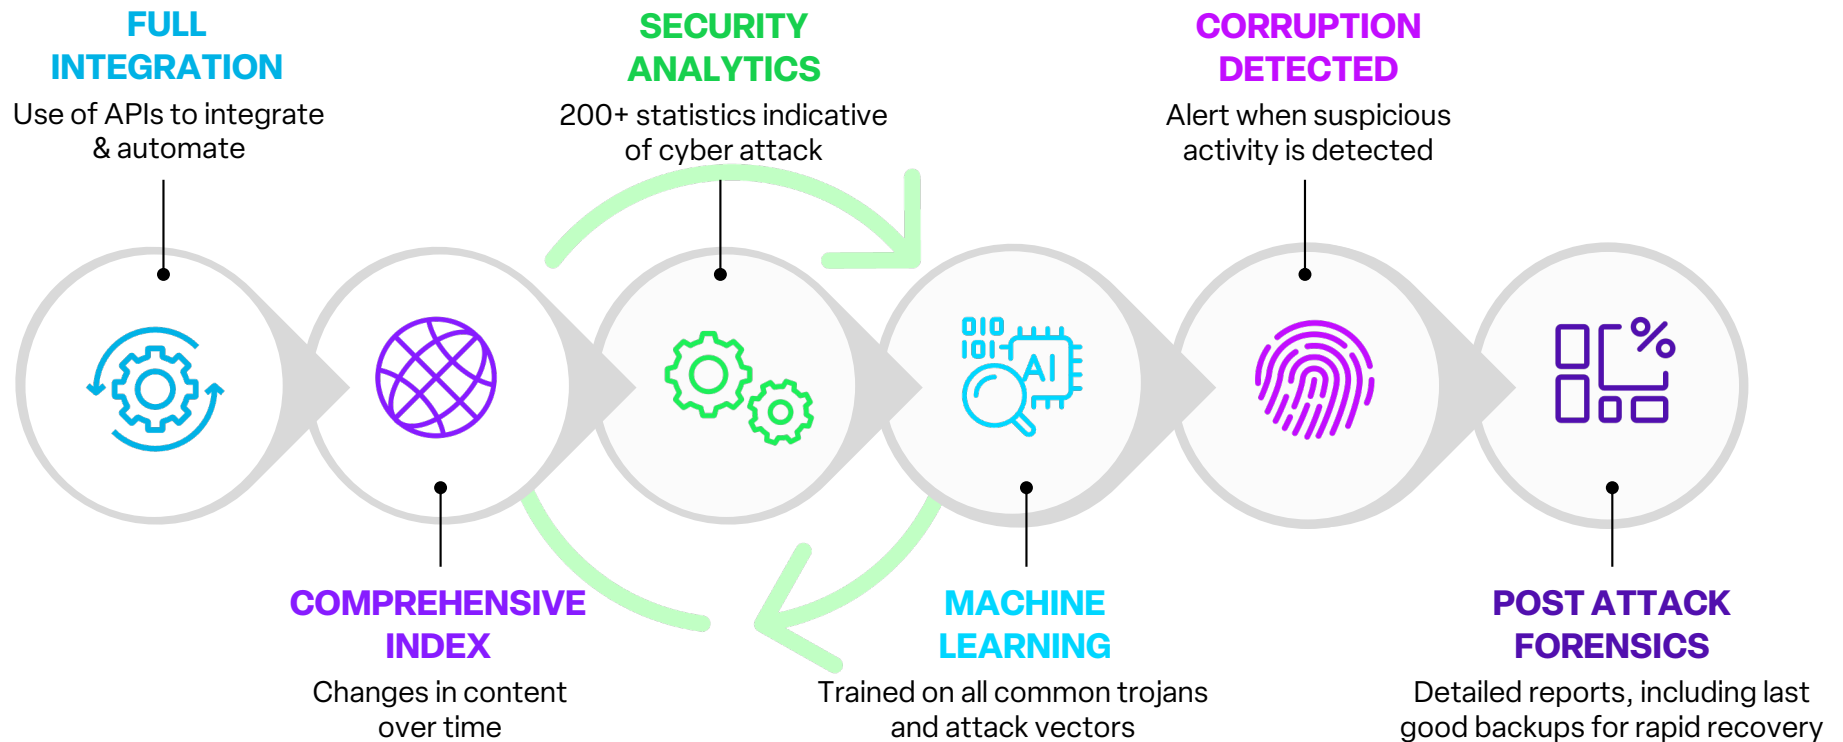 FULL
INTEGRATION
Use of APIs to integrate
& automate
SECURITY
ANALYTICS
200+ statistics indicative
of cyber attack
CORRUPTION
DETECTED
Alert when suspicious
activity is detected
010
101
AI
%
COMPREHENSIVE
INDEX
Changes in content
over time
MACHINE
LEARNING
Trained on all common trojans
and attack vectors
POST ATTACK
FORENSICS
Detailed reports, including last
good backups for rapid recovery